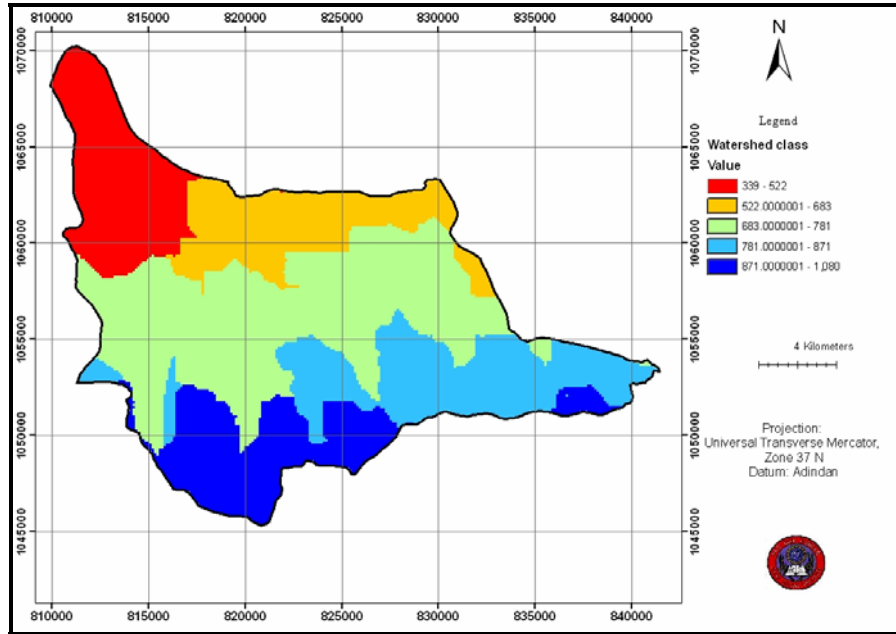 810000 815000 820000 825000 830000 835000 840000
1070000 1070000
1065000 1065000
1060000 1060000
1055000 1055000
1050000 1050000
1045000 1045000
810000 815000 820000 825000 830000 835000 840000
N
Legend
Watershed class
Value
339 - 522
522.0000001 - 683
683.0000001 - 781
781.0000001 - 871
871.0000001 - 1,080
4 Kilometers
Projection:
Universal Transverse Mercator,
Zone 37 N
Datum: Adindan